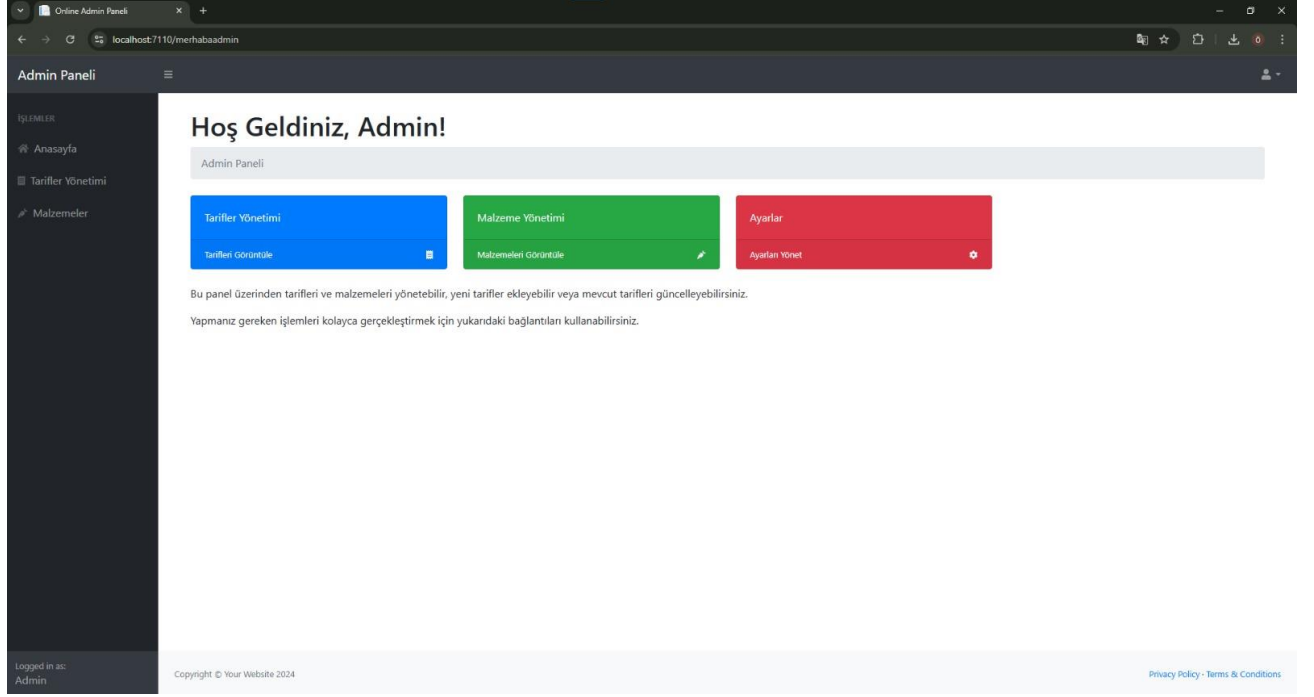 Online Admin Paneli
localhost:7110/merhabaadmin
Admin Paneli
İŞLEMLER
Anasayfa
Tarifler Yönetimi
Malzemeler
Hoş Geldiniz, Admin!
Admin Paneli
Tarifler Yönetimi
Malzeme Yönetimi
Ayarlar
Tarifleri Görüntüle
Malzemeleri Görüntüle
Ayarları Yönet
Bu panel üzerinden tarifleri ve malzemeleri yönetebilir, yeni tarifler ekleyebilir veya mevcut tarifleri güncelleyebilirsiniz.
Yapmanız gereken işlemleri kolayca gerçekleştirmek için yukarıdaki bağlantıları kullanabilirsiniz.
Logged in as:
Admin
Copyright © Your Website 2024
Privacy Policy · Terms & Conditions